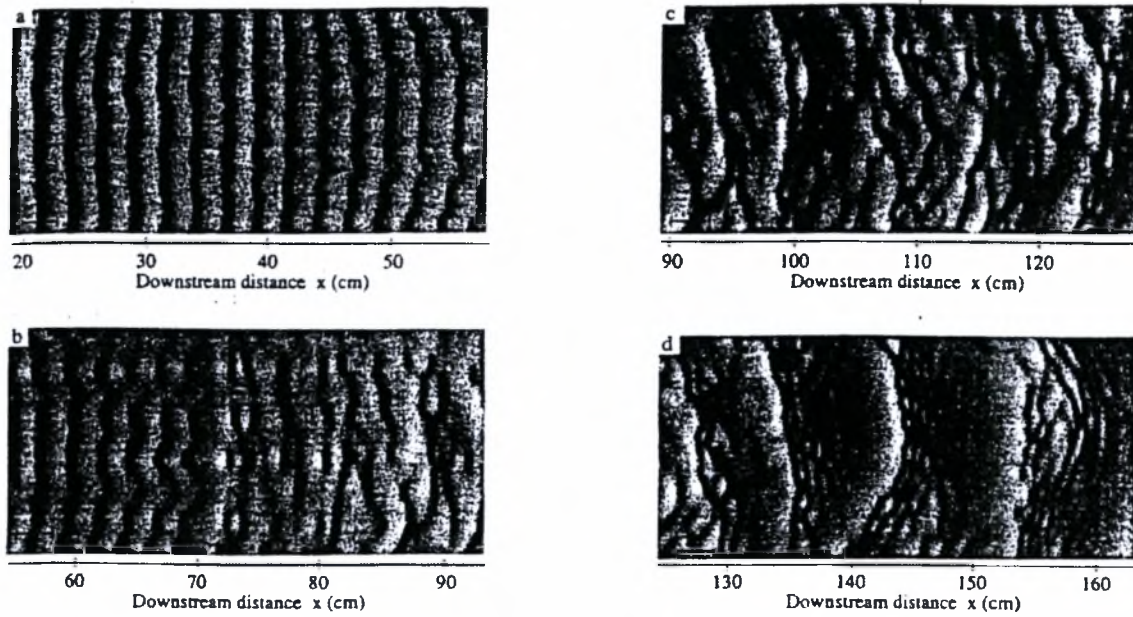 a
20 30 40 50
Downstream distance x (cm)
b
60 70 80 90
Downstream distance x (cm)
c
90 100 110 120
Downstream distance x (cm)
d
130 140 150 160
Downstream distance x (cm)